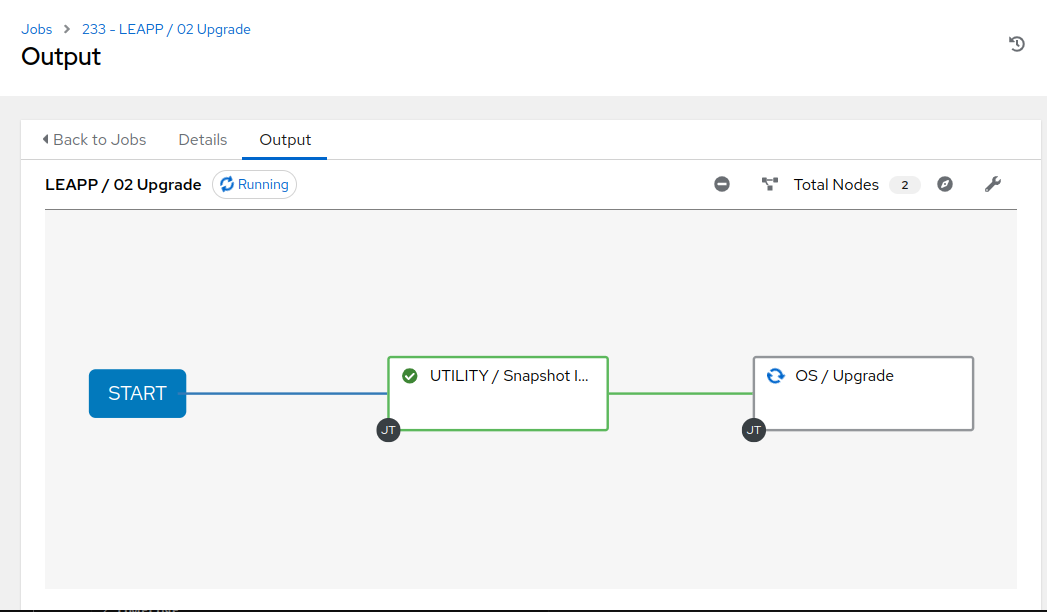 Jobs > 233 - LEAPP / 02 Upgrade
Output
Back to Jobs Details Output
LEAPP / 02 Upgrade Running Total Nodes 2
START UTILITY / Snapshot I... OS / Upgrade
JT JT